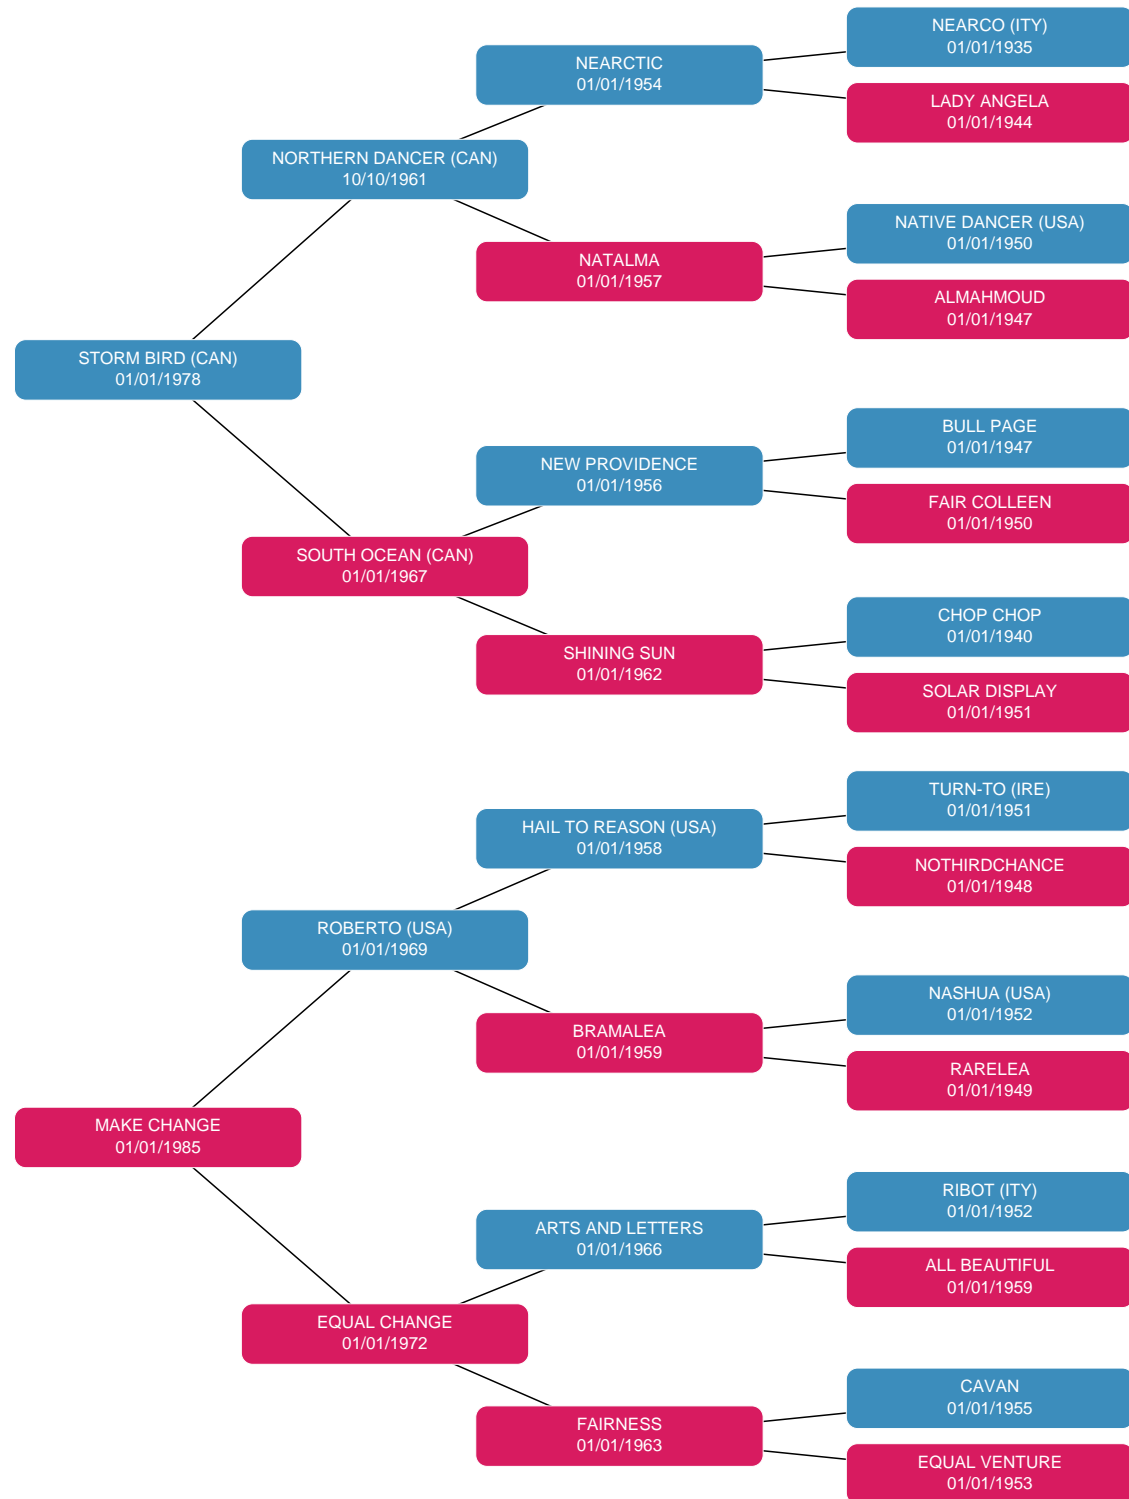 NEARCO (ITY)
01/01/1935
NEARCTIC
01/01/1954
LADY ANGELA
01/01/1944
NORTHERN DANCER (CAN)
10/10/1961
NATIVE DANCER (USA)
01/01/1950
NATALMA
01/01/1957
ALMAHMOUD
01/01/1947
STORM BIRD (CAN)
01/01/1978
BULL PAGE
01/01/1947
NEW PROVIDENCE
01/01/1956
FAIR COLLEEN
01/01/1950
SOUTH OCEAN (CAN)
01/01/1967
CHOP CHOP
01/01/1940
SHINING SUN
01/01/1962
SOLAR DISPLAY
01/01/1951
TURN-TO (IRE)
01/01/1951
HAIL TO REASON (USA)
01/01/1958
NOTHIRDCHANCE
01/01/1948
ROBERTO (USA)
01/01/1969
NASHUA (USA)
01/01/1952
BRAMALEA
01/01/1959
RARELEA
01/01/1949
MAKE CHANGE
01/01/1985
RIBOT (ITY)
01/01/1952
ARTS AND LETTERS
01/01/1966
ALL BEAUTIFUL
01/01/1959
EQUAL CHANGE
01/01/1972
CAVAN
01/01/1955
FAIRNESS
01/01/1963
EQUAL VENTURE
01/01/1953